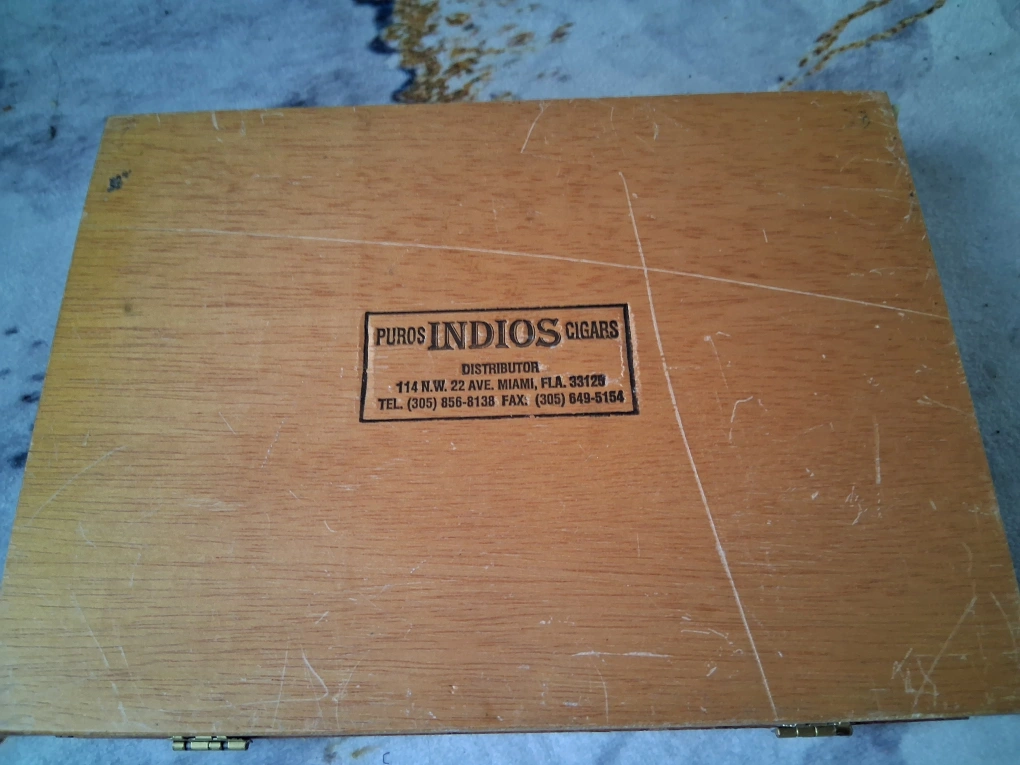 PUROS INDIOS CIGARS
DISTRIBUTOR
114 N.W. 22 AVE. MIAMI, FLA. 33125
TEL. (305) 856-8138 FAX. (305) 649-5154